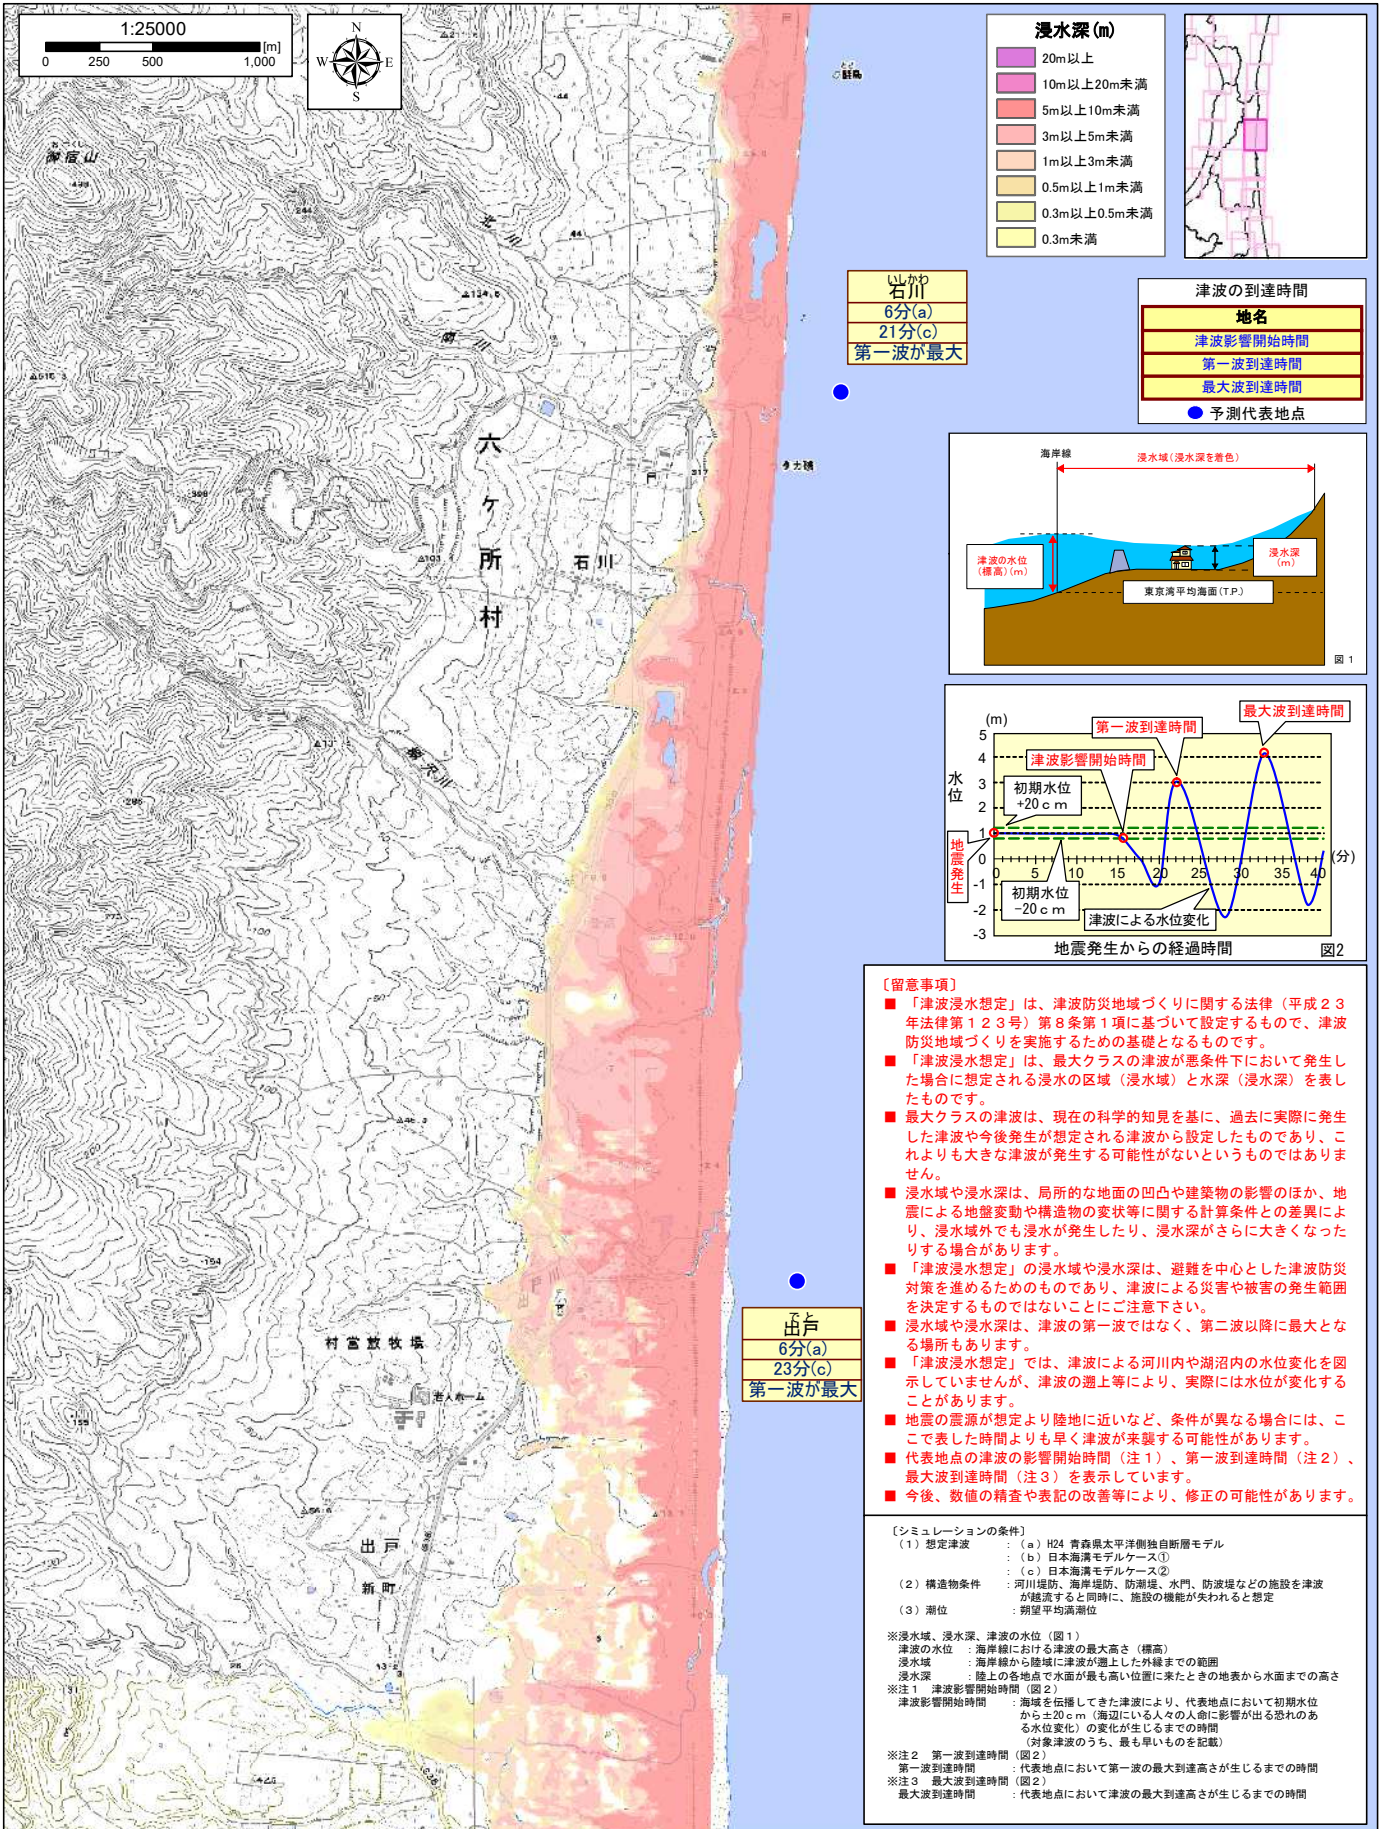 1:25000
[m]
0 250 500 1,000
N
W E
S
浸水深(m)
20m以上
10m以上20m未満
5m以上10m未満
3m以上5m未満
1m以上3m未満
0.5m以上1m未満
0.3m以上0.5m未満
0.3m未満
いしかわ
石川
6分(a)
21分(c)
第一波が最大
津波の到達時間
地名
津波影響開始時間
第一波到達時間
最大波到達時間
予測代表地点
六ヶ所村
石川
海岸線
浸水域(浸水深を着色)
津波の水位
(標高)(m)
浸水深
(m)
東京湾平均海面(T.P.)
図1
(m)
水位
5
4
3
2
1
0
-1
-2
-3
第一波到達時間
最大波到達時間
津波影響開始時間
初期水位
+20cm
地震発生
0 5 10 15 20 25 30 35 40
(分)
初期水位
-20cm
津波による水位変化
地震発生からの経過時間
図2
〔留意事項〕
■ 「津波浸水想定」は、津波防災地域づくりに関する法律（平成２３
年法律第１２３号）第８条第１項に基づいて設定するもので、津波
防災地域づくりを実施するための基礎となるものです。
■ 「津波浸水想定」は、最大クラスの津波が悪条件下において発生し
た場合に想定される浸水の区域（浸水域）と水深（浸水深）を表し
たものです。
■ 最大クラスの津波は、現在の科学的知見を基に、過去に実際に発生
した津波や今後発生が想定される津波から設定したものであり、こ
れよりも大きな津波が発生する可能性がないというものではありま
せん。
■ 浸水域や浸水深は、局所的な地面の凹凸や建築物の影響のほか、地
震による地盤変動や構造物の変状等に関する計算条件との差異によ
り、浸水域外でも浸水が発生したり、浸水深がさらに大きくなった
りする場合があります。
■ 「津波浸水想定」の浸水域や浸水深は、避難を中心とした津波防災
対策を進めるためのものであり、津波による災害や被害の発生範囲
を決定するものではないことにご注意下さい。
■ 浸水域や浸水深は、津波の第一波ではなく、第二波以降に最大とな
る場所もあります。
■ 「津波浸水想定」では、津波による河川内や湖沼内の水位変化を図
示していませんが、津波の遡上等により、実際には水位が変化する
ことがあります。
■ 地震の震源が想定より陸地に近いなど、条件が異なる場合には、こ
こで表した時間よりも早く津波が来襲する可能性があります。
■ 代表地点の津波の影響開始時間（注１）、第一波到達時間（注２）、
最大波到達時間（注３）を表示しています。
■ 今後、数値の精査や表記の改善等により、修正の可能性があります。
でと
出戸
6分(a)
23分(c)
第一波が最大
村営放牧場
老人ホーム
出戸
新町
〔シミュレーションの条件〕
（１）想定津波 ：（ａ）H24 青森県太平洋側独自断層モデル
：（ｂ）日本海溝モデルケース①
：（ｃ）日本海溝モデルケース②
（２）構造物条件 ：河川堤防、海岸堤防、防潮堤、水門、防波堤などの施設を津波
が越流すると同時に、施設の機能が失われると想定
（３）潮位 ：朔望平均満潮位
※浸水域、浸水深、津波の水位（図１）
津波の水位 ：海岸線における津波の最大高さ（標高）
浸水域 ：海岸線から陸域に津波が遡上した外縁までの範囲
浸水深 ：陸上の各地点で水面が最も高い位置に来たときの地表から水面までの高さ
※注１ 津波影響開始時間（図２）
津波影響開始時間 ：海域を伝播してきた津波により、代表地点において初期水位
から±20ｃｍ（海辺にいる人々の人命に影響が出る恐れのあ
る水位変化）の変化が生じるまでの時間
（対象津波のうち、最も早いものを記載）
※注２ 第一波到達時間（図２）
第一波到達時間 ：代表地点において第一波の最大到達高さが生じるまでの時間
※注３ 最大波到達時間（図２）
最大波到達時間 ：代表地点において津波の最大到達高さが生じるまでの時間